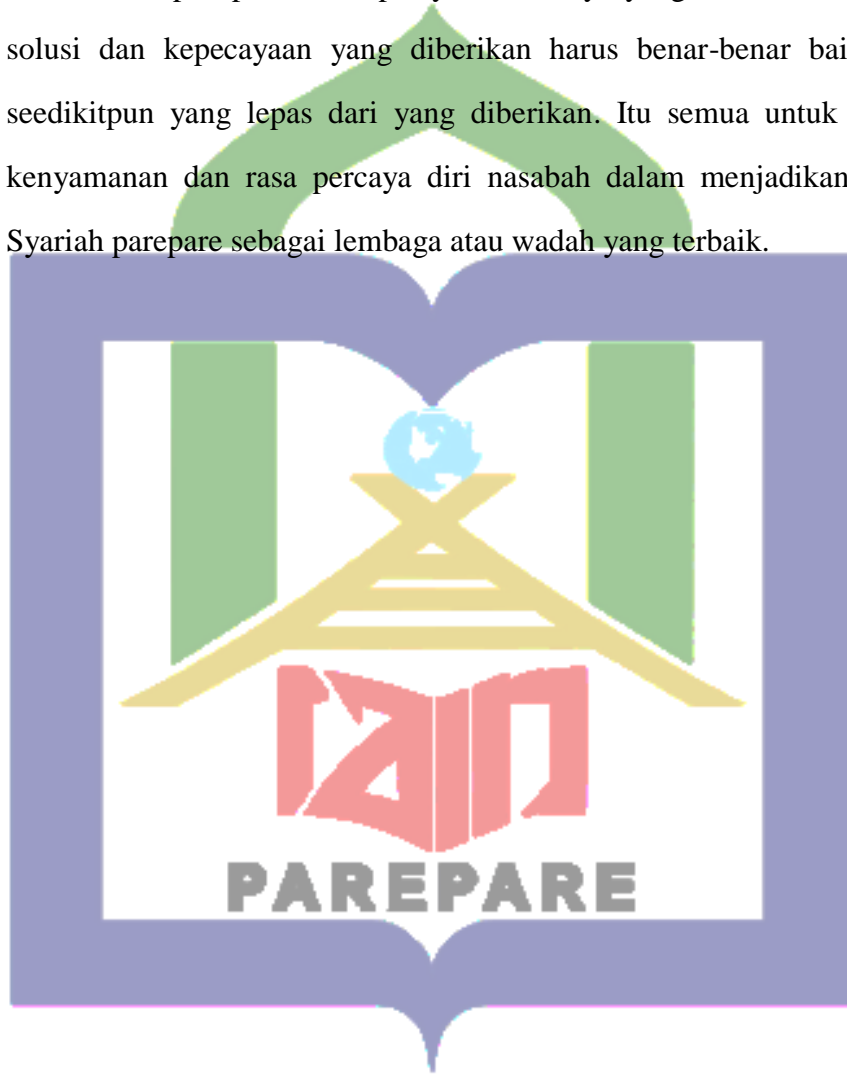 solusi dan kepecayaan yang diberikan harus benar-benar bai
seedikitpun yang lepas dari yang diberikan. Itu semua untuk
kenyamanan dan rasa percaya diri nasabah dalam menjadikan
Syariah parepare sebagai lembaga atau wadah yang terbaik.
iain
PAREPARE